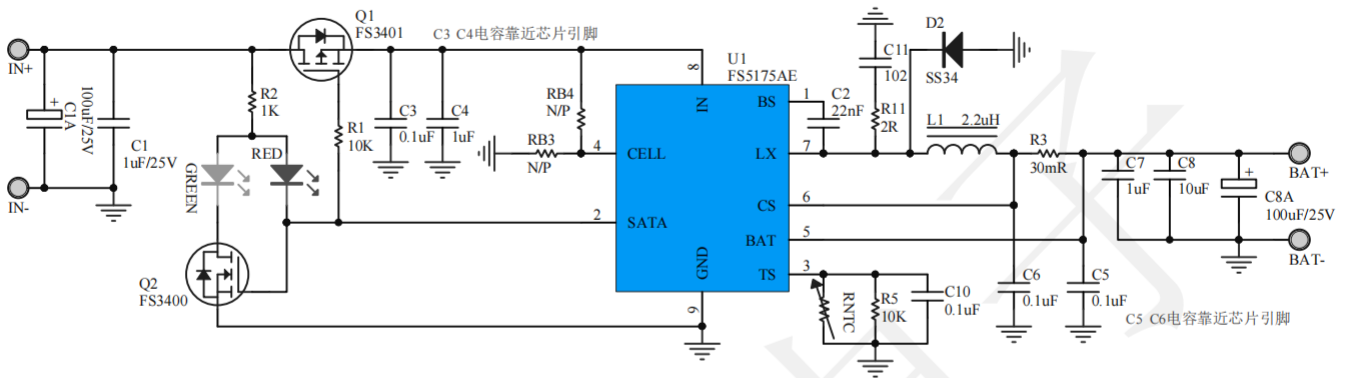 Q1
FS3401
C3 C4电容靠近芯片引脚
D2
SS34
C11
102
U1
FS5175AE
IN+
100uF/25V
C1A
C1
1uF/25V
R2
1K
R1
10K
C3
0.1uF
C4
1uF
RB4
N/P
RB3
N/P
8
IN
1
BS
C2
22nF
R11
2R
L1
2.2uH
R3
30mR
4
CELL
LX
7
GREEN
RED
IN-
C7
1uF
C8
10uF
C8A
100uF/25V
BAT+
BAT-
CS
6
2
SATA
BAT
5
GND
9
TS
3
Q2
FS3400
RNTC
R5
10K
C10
0.1uF
C6
0.1uF
C5
0.1uF
C5 C6电容靠近芯片引脚